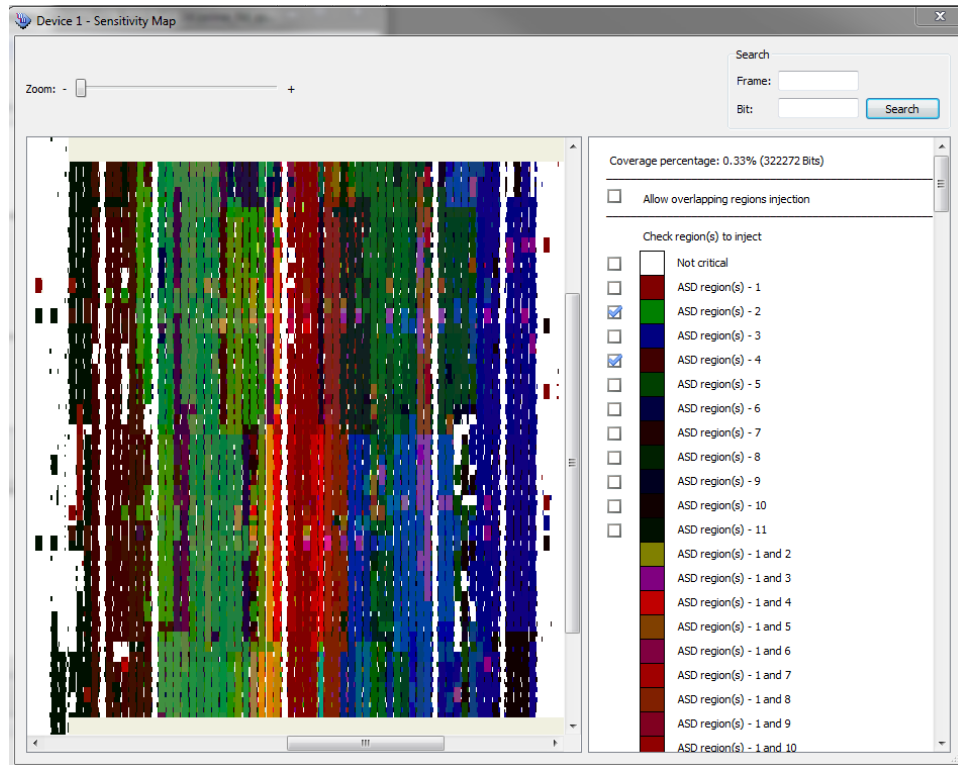 Device 1 - Sensitivity Map
Search
Frame:
Zoom: - +
Bit:
Search
Coverage percentage: 0.33% (322272 Bits)
Allow overlapping regions injection
Check region(s) to inject
Not critical
ASD region(s) - 1
ASD region(s) - 2
ASD region(s) - 3
ASD region(s) - 4
ASD region(s) - 5
ASD region(s) - 6
ASD region(s) - 7
ASD region(s) - 8
ASD region(s) - 9
ASD region(s) - 10
ASD region(s) - 11
ASD region(s) - 1 and 2
ASD region(s) - 1 and 3
ASD region(s) - 1 and 4
ASD region(s) - 1 and 5
ASD region(s) - 1 and 6
ASD region(s) - 1 and 7
ASD region(s) - 1 and 8
ASD region(s) - 1 and 9
ASD region(s) - 1 and 10